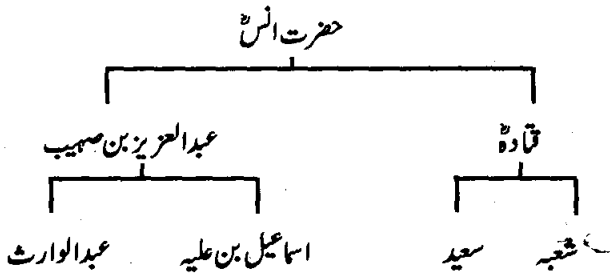 حضرت انسؓ
قتادہؓ عبدالعزیز بن صہیب
شعبہ سعید اسماعیل بن علیہ عبدالوارث